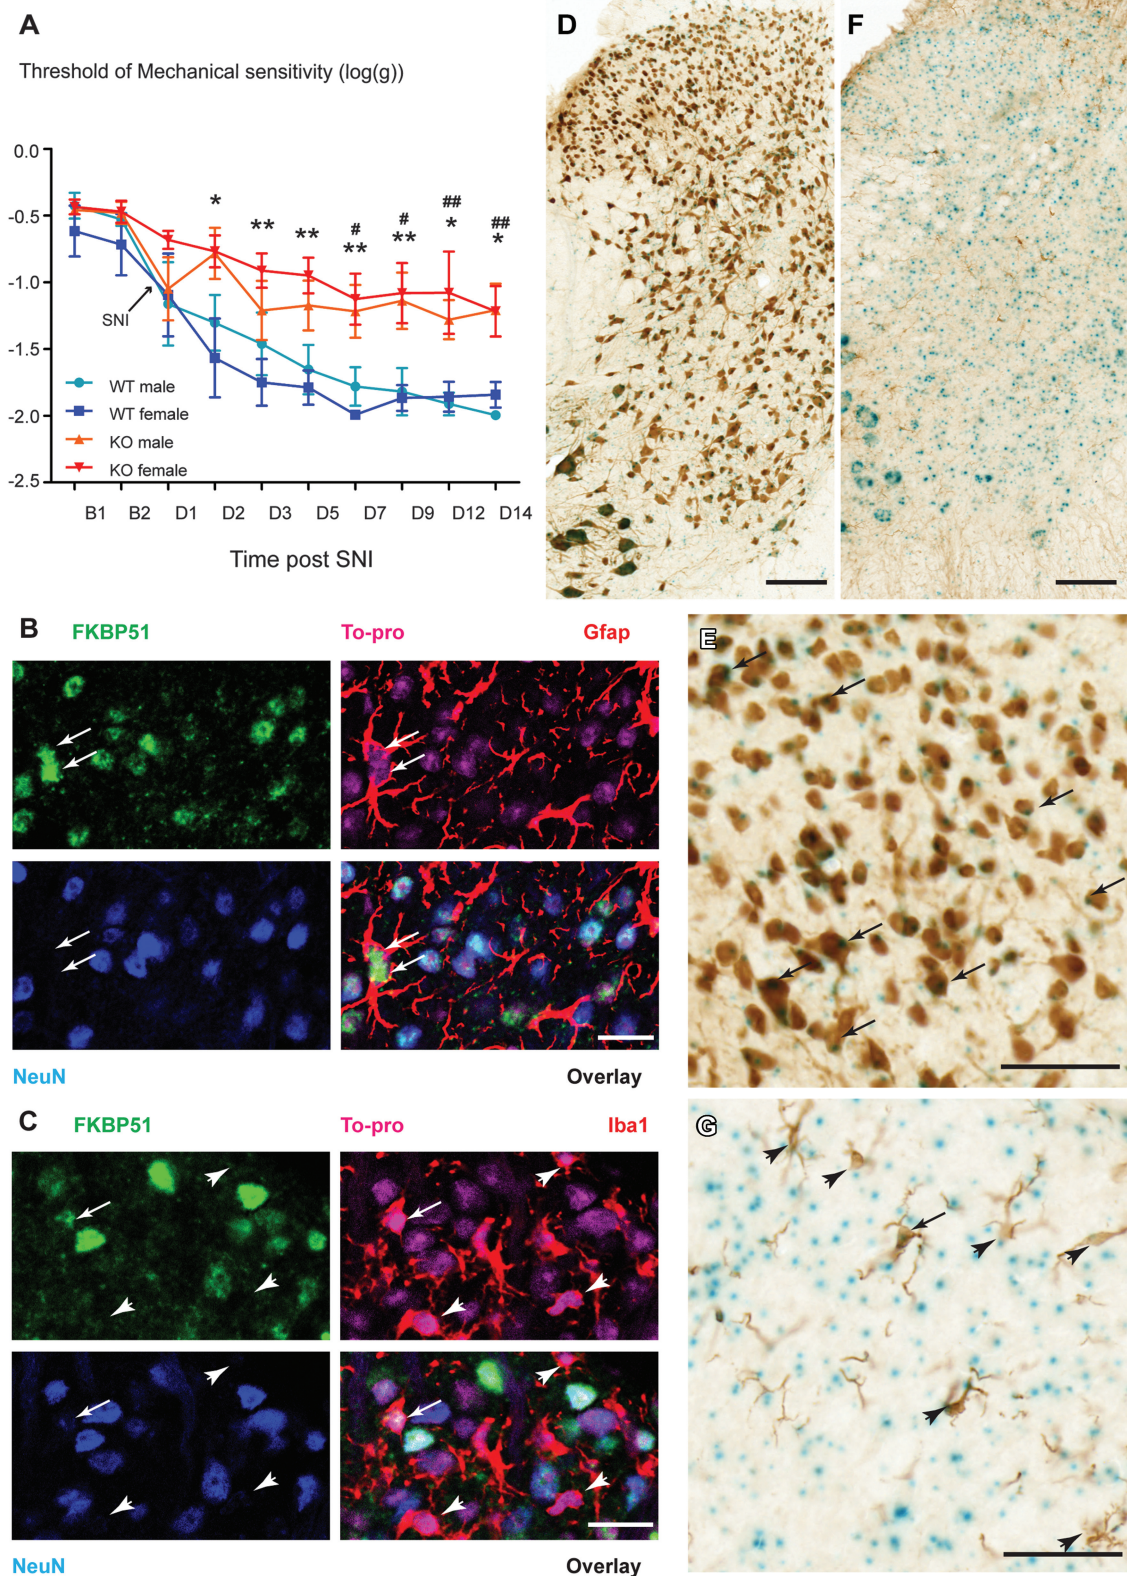 A
Threshold of Mechanical sensitivity (log(g))
0.0
-0.5
-1.0
-1.5
-2.0
-2.5
*
**
**
#
**
#
**
##
*
##
*
SNI
WT male
WT female
KO male
KO female
B1 B2 D1 D2 D3 D5 D7 D9 D12 D14
Time post SNI
D
F
B
FKBP51 To-pro Gfap
NeuN Overlay
C
FKBP51 To-pro Iba1
NeuN Overlay
E
G